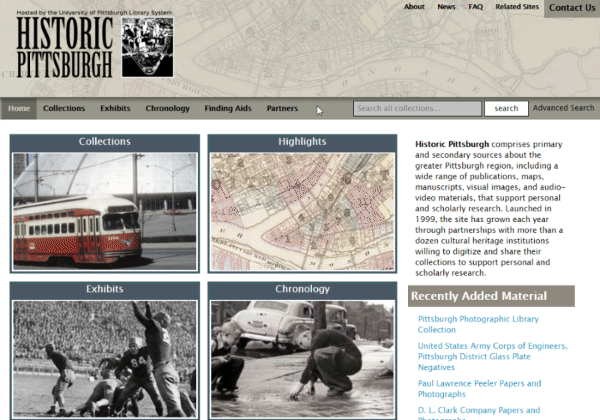 About News FAQ Related Sites Contact Us
Hosted by the University of Pittsburgh Library System
HISTORIC
PITTSBURGH
Home Collections Exhibits Chronology Finding Aids Partners Search all collections... search Advanced Search
Collections
Highlights
Exhibits
Chronology
Historic Pittsburgh comprises primary
and secondary sources about the
greater Pittsburgh region, including a
wide range of publications, maps,
manuscripts, visual images, and audio-
video materials, that support personal
and scholarly research. Launched in
1999, the site has grown each year
through partnerships with more than a
dozen cultural heritage institutions
willing to digitize and share their
collections to support personal and
scholarly research.
Recently Added Material
Pittsburgh Photographic Library
Collection
United States Army Corps of Engineers,
Pittsburgh District Glass Plate
Negatives
Paul Lawrence Peeler Papers and
Photographs
D. L. Clark Company Papers and